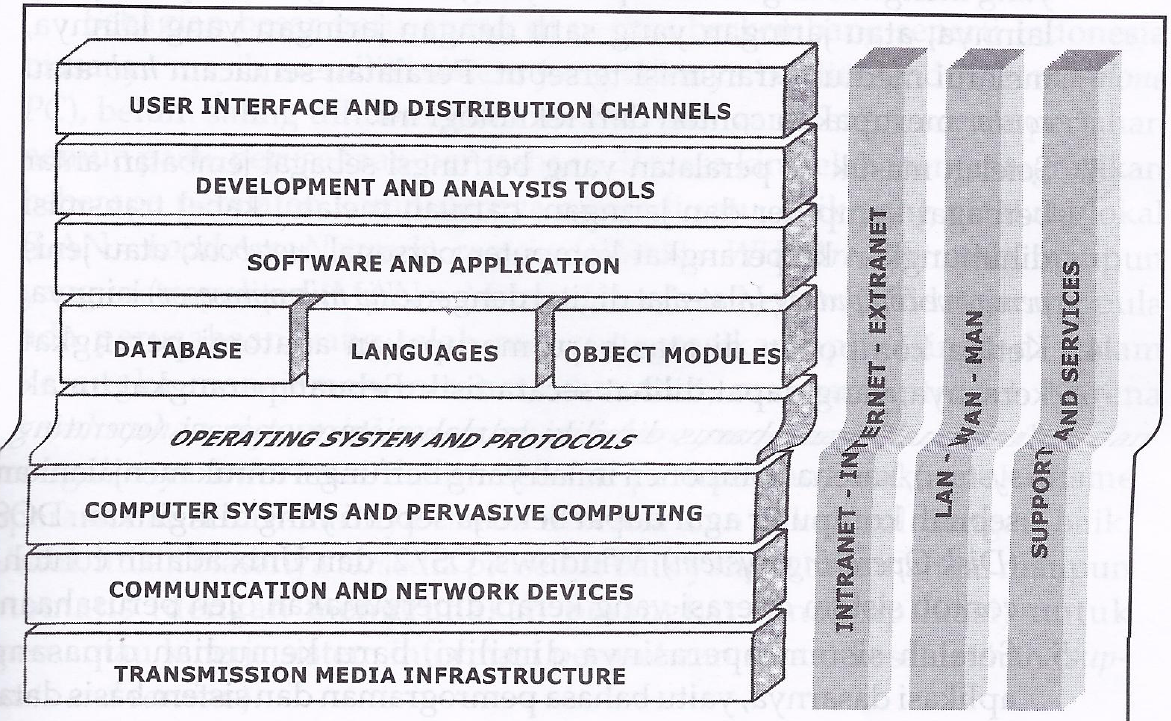 USER INTERFACE AND DISTRIBUTION CHANNELS
DEVELOPMENT AND ANALYSIS TOOLS
SOFTWARE AND APPLICATION
DATABASE
LANGUAGES
OBJECT MODULES
OPERATING SYSTEM AND PROTOCOLS
COMPUTER SYSTEMS AND PERVASIVE COMPUTING
COMMUNICATION AND NETWORK DEVICES
TRANSMISSION MEDIA INFRASTRUCTURE
INTRANET - INTERNET - EXTRANET
LAN - WAN - MAN
SUPPORT AND SERVICES